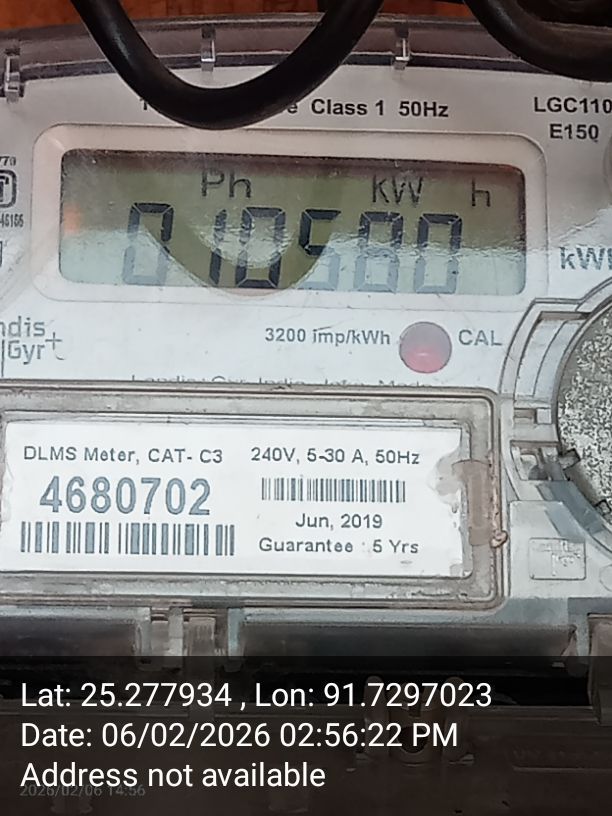 Class 1 50Hz
LGC110
E150
Ph kW h
010580
kWh
3200 imp/kWh CAL
Gyr+
DLMS Meter, CAT- C3 240V, 5-30 A, 50Hz
4680702
Jun, 2019
Guarantee : 5 Yrs
Lat: 25.277934 , Lon: 91.7297023
Date: 06/02/2026 02:56:22 PM
Address not available
2026/02/06 14:56